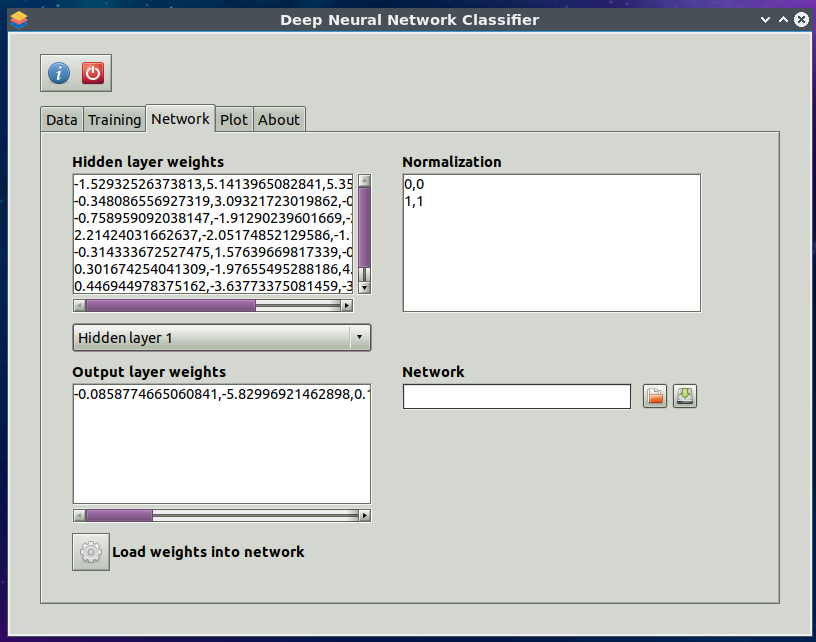 Deep Neural Network Classifier
Data Training Network Plot About
Hidden layer weights
-1.52932526373813,5.1413965082841,5.35
-0.348086556927319,3.09321723019862,-0
-0.758959092038147,-1.91290239601669,-
2.21424031662637,-2.05174852129586,-1.
-0.314333672527475,1.57639669817339,-0
0.301674254041309,-1.97655495288186,4.
0.446944978375162,-3.63773375081459,-3
Normalization
0,0
1,1
Hidden layer 1
Output layer weights
-0.0858774665060841,-5.82996921462898,0.1
Network
Load weights into network